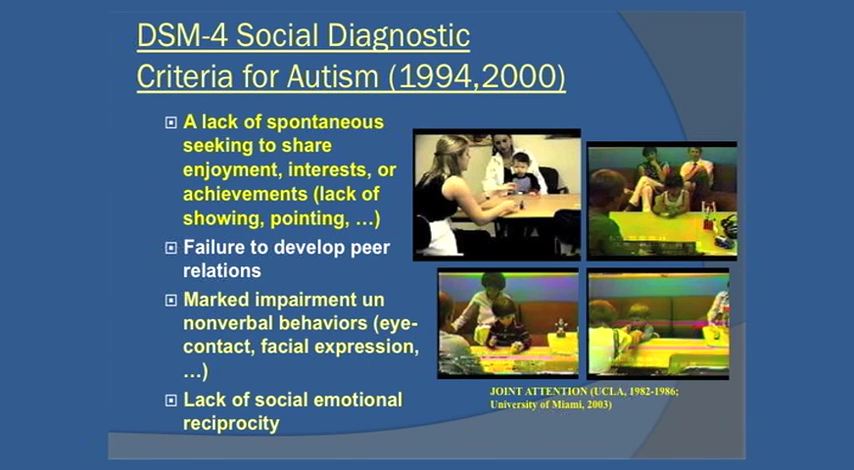 DSM-4 Social Diagnostic
Criteria for Autism (1994,2000)
A lack of spontaneous
seeking to share
enjoyment, interests, or
achievements (lack of
showing, pointing, …)
Failure to develop peer
relations
Marked impairment un
nonverbal behaviors (eye-
contact, facial expression,
…)
Lack of social emotional
reciprocity
JOINT ATTENTION (UCLA, 1982-1986;
University of Miami, 2003)